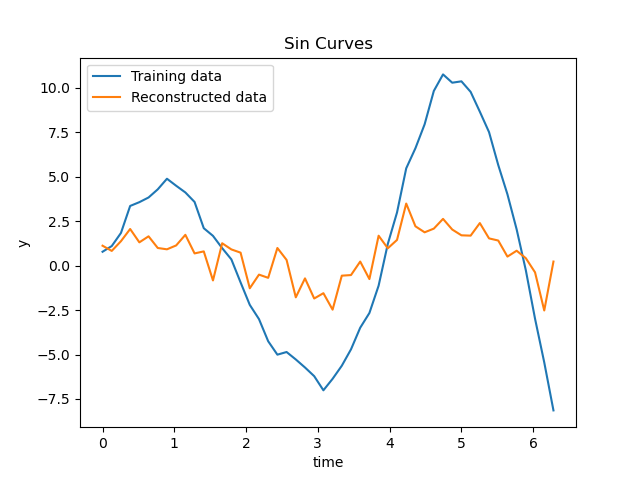 Sin Curves
Training data
Reconstructed data
10.0
7.5
5.0
2.5
0.0
−2.5
−5.0
−7.5
y
0 1 2 3 4 5 6
time